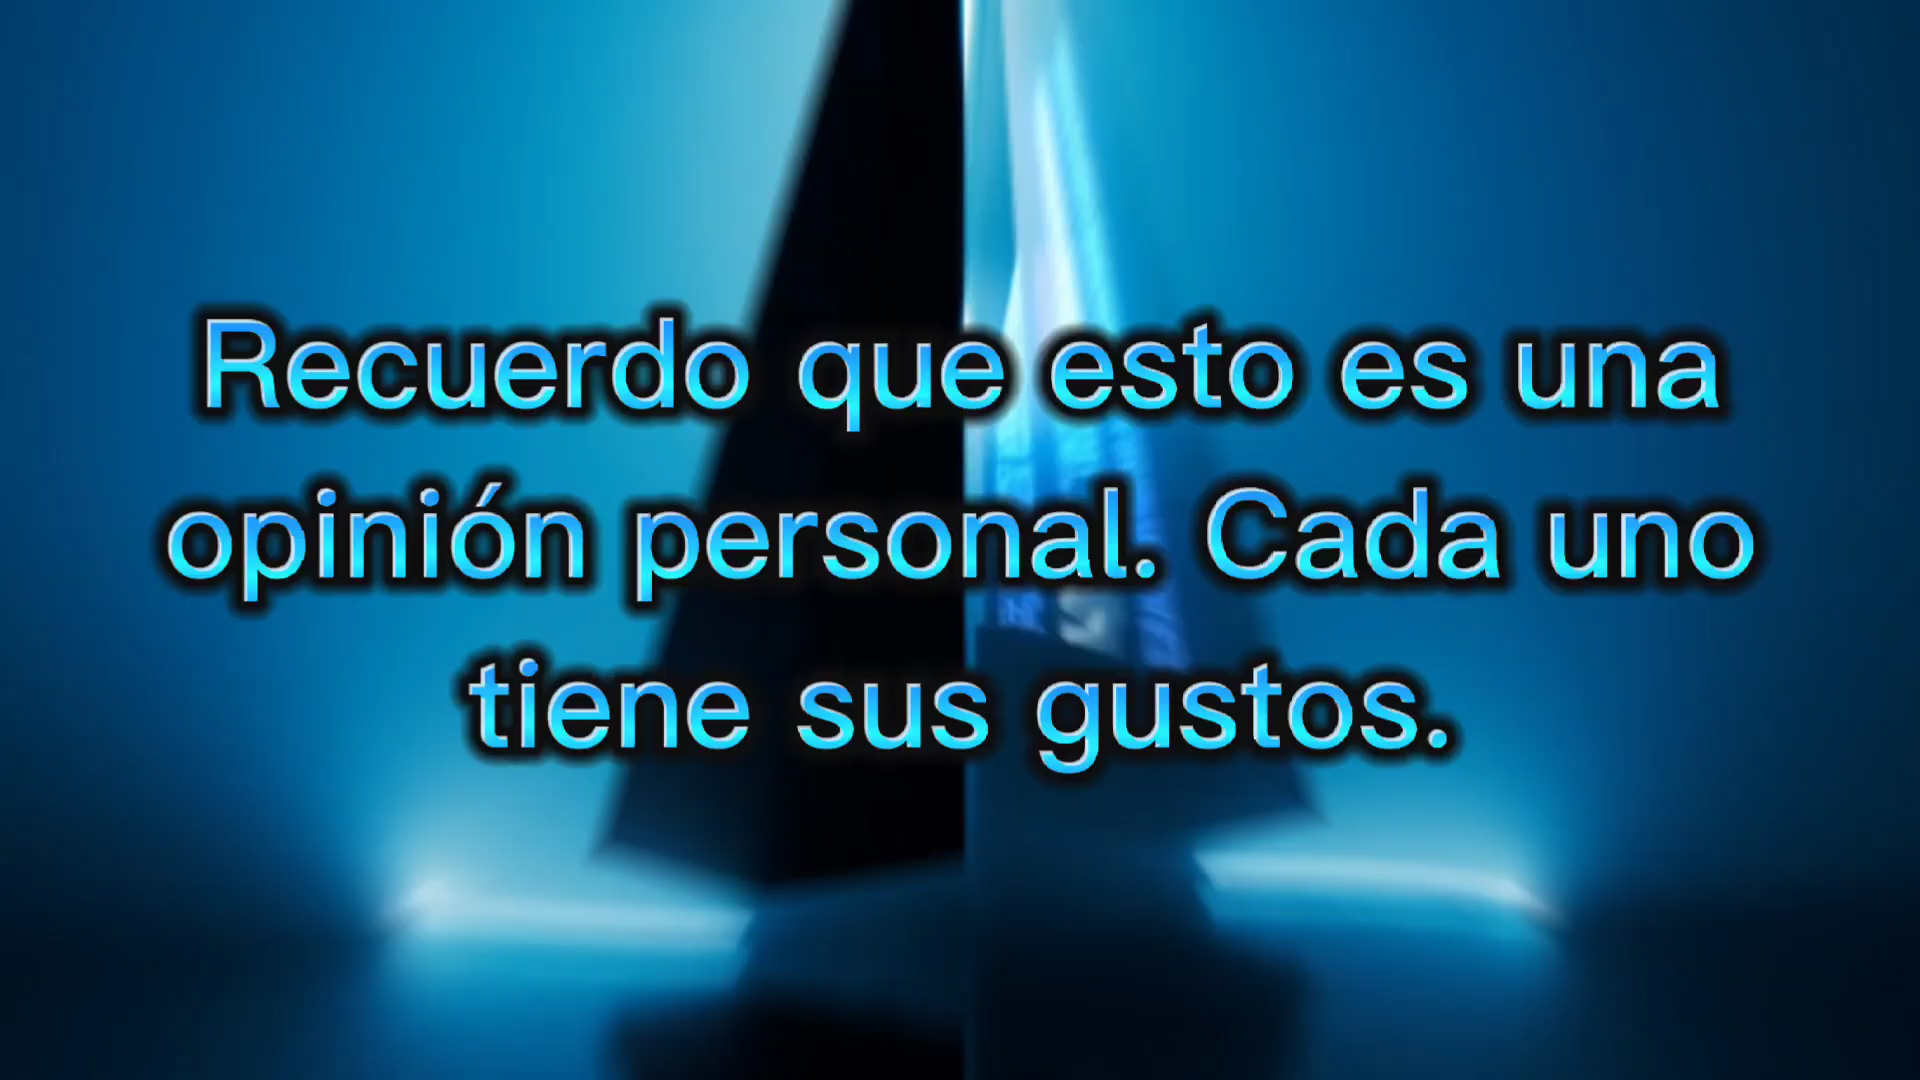 Recuerdo que esto es una
opinión personal. Cada uno
tiene sus gustos.